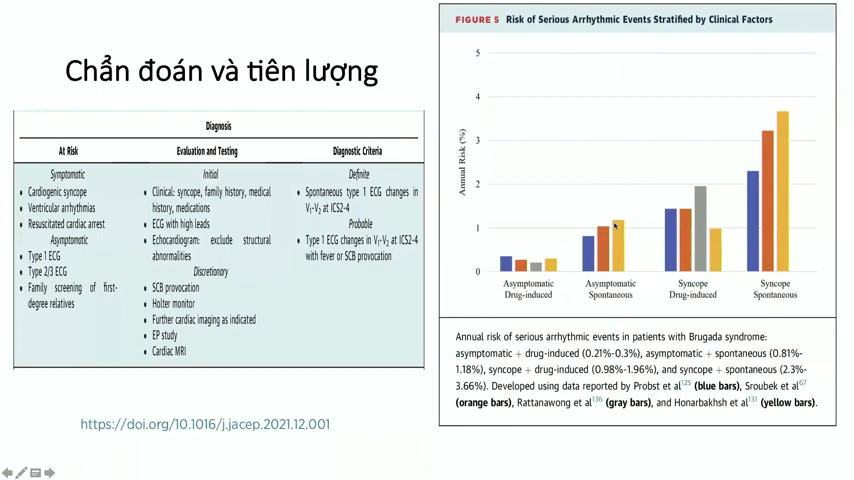 Chẩn đoán và tiên lượng
Diagnosis
At Risk
Evaluation and Testing
Diagnostic Criteria
Symptomatic
• Cardiogenic syncope
• Ventricular arrhythmias
• Resuscitated cardiac arrest
Asymptomatic
• Type 1 ECG
• Type 2/3 ECG
• Family screening of first-
degree relatives
Initial
• Clinical: syncope, family history, medical
history, medications
• ECG with high leads
• Echocardiogram: exclude structural
abnormalities
Discretionary
• SCB provocation
• Holter monitor
• Further cardiac imaging as indicated
• EP study
• Cardiac MRI
Definite
• Spontaneous type 1 ECG changes in
V1-V2 at ICS2-4
Probable
• Type 1 ECG changes in V1-V2 at ICS2-4
with fever or SCB provocation
https://doi.org/10.1016/j.jacep.2021.12.001
FIGURE 5 Risk of Serious Arrhythmic Events Stratified by Clinical Factors
Annual Risk (%)
5
4
3
2
1
0
Asymptomatic
Drug-induced
Asymptomatic
Spontaneous
Syncope
Drug-induced
Syncope
Spontaneous
Annual risk of serious arrhythmic events in patients with Brugada syndrome:
asymptomatic + drug-induced (0.21%-0.3%), asymptomatic + spontaneous (0.81%-
1.18%), syncope + drug-induced (0.98%-1.96%), and syncope + spontaneous (2.3%-
3.66%). Developed using data reported by Probst et al125 (blue bars), Sroubek et al67
(orange bars), Rattanawong et al136 (gray bars), and Honarbakhsh et al131 (yellow bars).